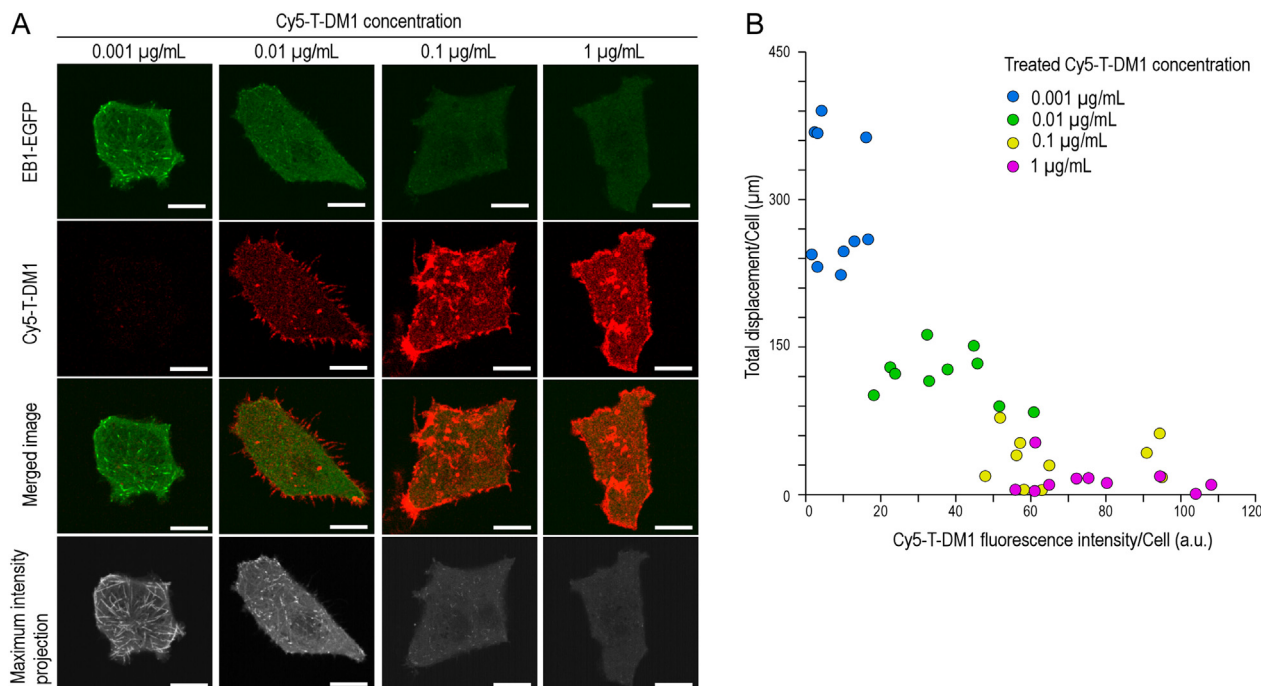 A
Cy5-T-DM1 concentration
0.001 µg/mL
0.01 µg/mL
0.1 µg/mL
1 µg/mL
EB1-EGFP
Cy5-T-DM1
Merged image
Maximum intensity
projection
B
450
300
150
0
Total displacement/Cell (µm)
Treated Cy5-T-DM1 concentration
0.001 µg/mL
0.01 µg/mL
0.1 µg/mL
1 µg/mL
0
20
40
60
80
100
120
Cy5-T-DM1 fluorescence intensity/Cell (a.u.)